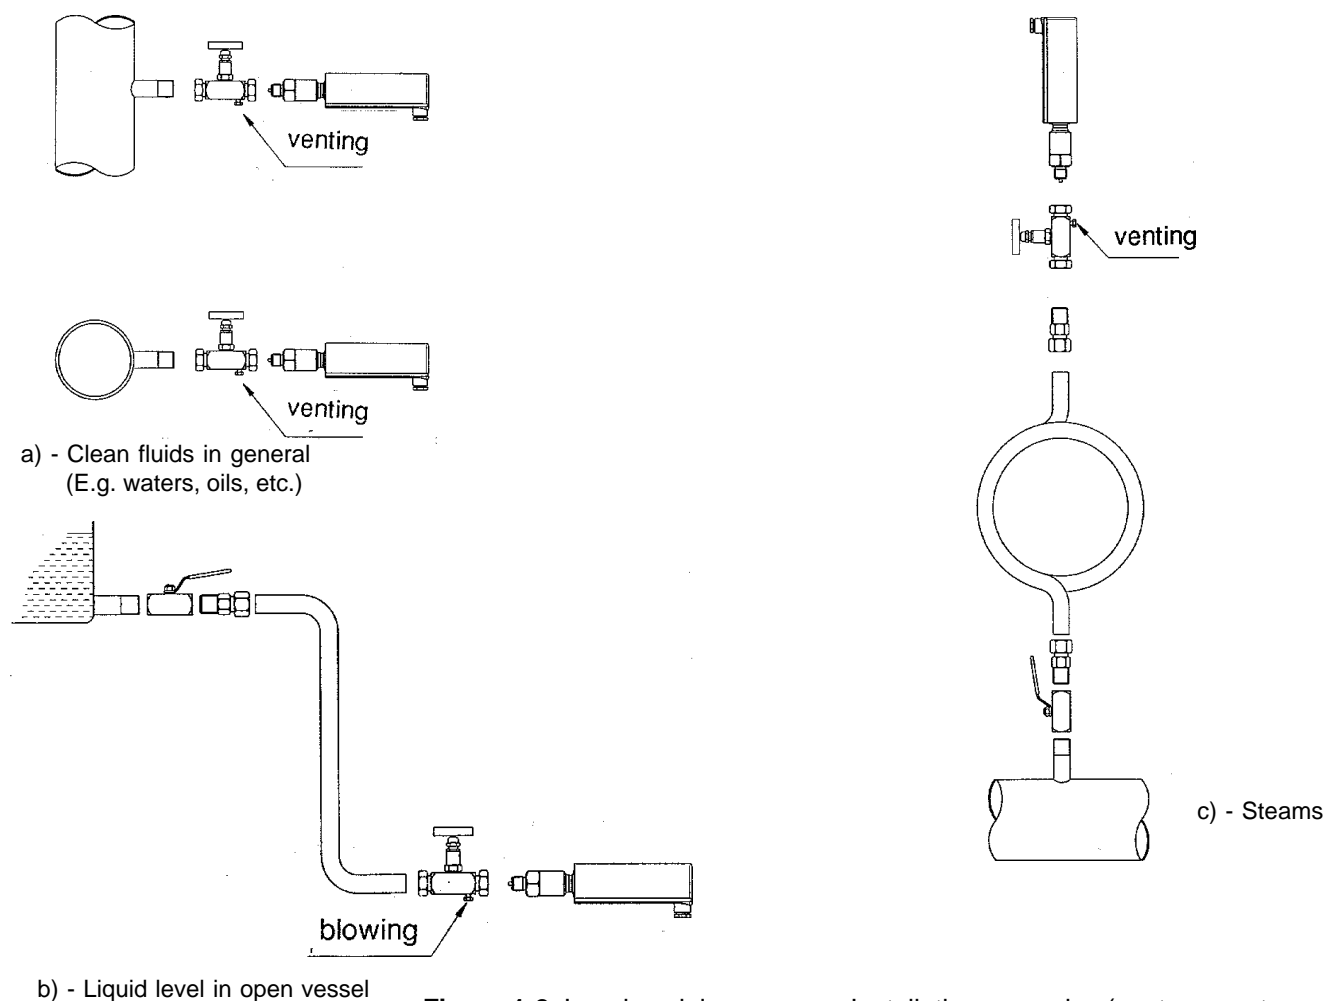 venting
venting
venting
a) - Clean fluids in general
(E.g. waters, oils, etc.)
blowing
c) - Steams
b) - Liquid level in open vessel